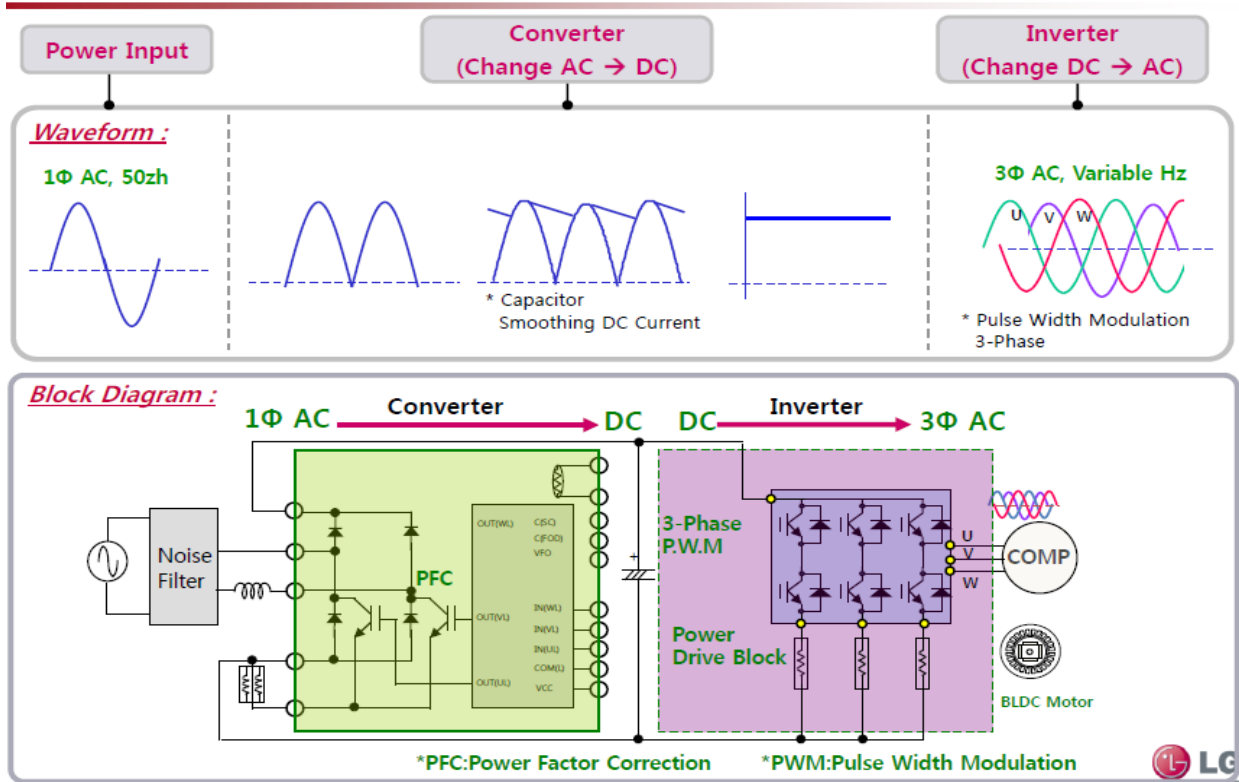 Power Input
Converter
(Change AC → DC)
Inverter
(Change DC → AC)
Waveform :
1Φ AC, 50zh
* Capacitor
Smoothing DC Current
3Φ AC, Variable Hz
U V W
* Pulse Width Modulation
3-Phase
Block Diagram :
1Φ AC Converter DC
DC Inverter 3Φ AC
Noise
Filter
PFC
OUT(WL)
OUT(VL)
OUT(UL)
C(SC)
C(FOD)
VFO
IN(WL)
IN(VL)
IN(UL)
COM(L)
VCC
+
3-Phase
P.W.M
Power
Drive Block
U
V
W
COMP
BLDC Motor
*PFC:Power Factor Correction
*PWM:Pulse Width Modulation
LG